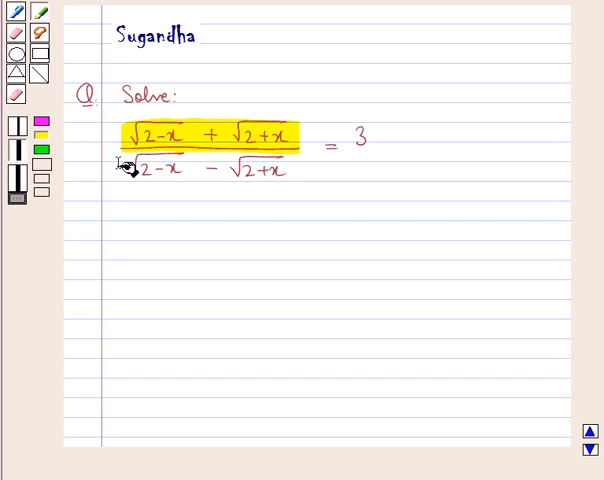 Sugandha
Q. Solve:
√2-x + √2+x
= 3
√2-x - √2+x